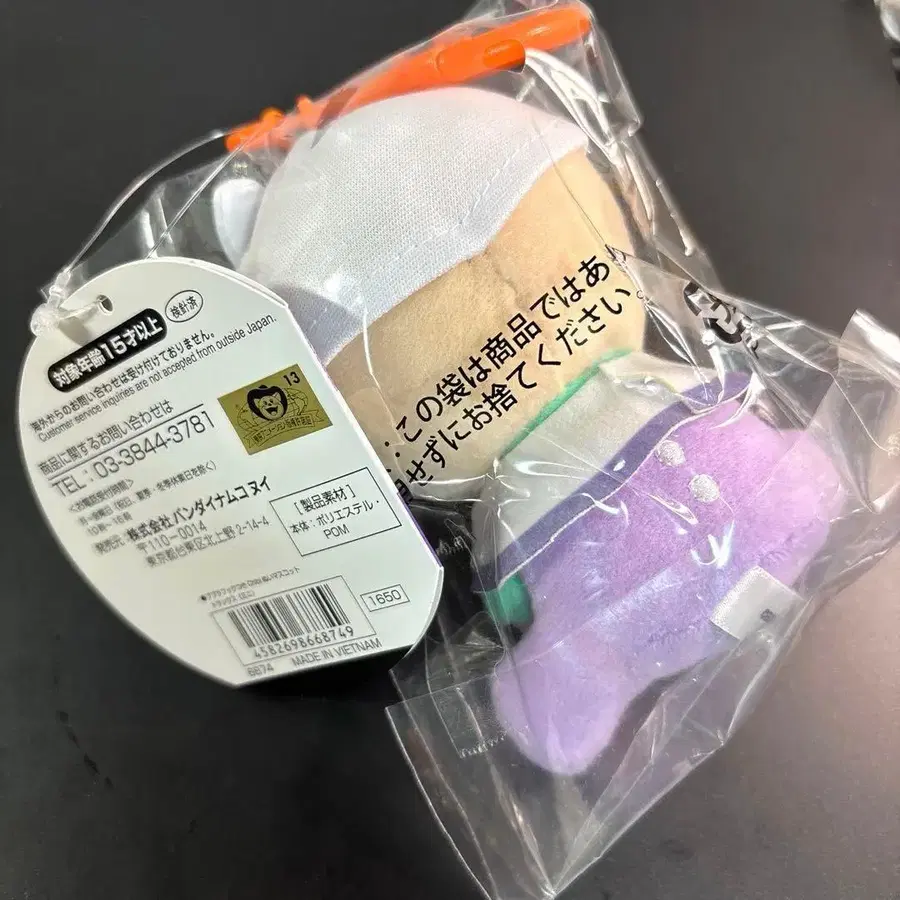 対象年齢15才以上
検針済
海外からのお問い合わせは受け付けておりません。
Customer service inquiries are not accepted from outside Japan.
商品に関するお問い合わせは
TEL: 03-3844-3781
13
発売元: 株式会社バンダイナムコヌイ
〒110-0014
東京都台東区北上野2-14-4
[製品素材]
本体: ポリエステル・
POM
1650
4582698668749
6674 MADE IN VIETNAM
この袋は商品ではあ
せずにお捨てください